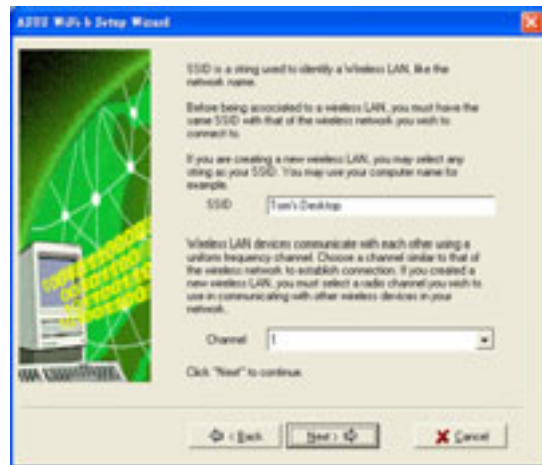 ASUS WiFi-b Setup Wizard
SSID is a string used to identify a Wireless LAN, like the
network name.
Before being associated to a wireless LAN, you must have the
same SSID with that of the wireless network you wish to
connect to.
If you are creating a new wireless LAN, you may select any
string as your SSID. You may use your computer name for
example.
SSID Tom's Desktop
Wireless LAN devices communicate with each other using a
uniform frequency channel. Choose a channel similar to that of
the wireless network to establish connection. If you created a
new wireless LAN, you must select a radio channel you wish to
use in communicating with other wireless devices in your
network.
Channel 1
Click "Next" to continue.
< Back Next > Cancel